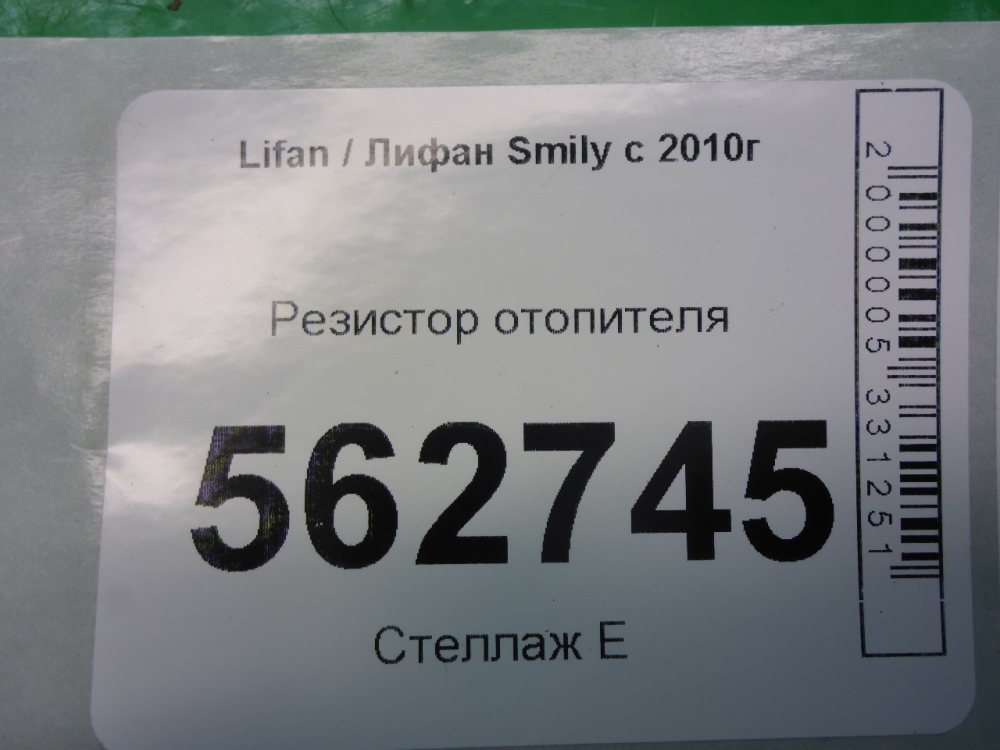 Lifan / Лифан Smily с 2010г
Резистор отопителя
562745
Стеллаж Е
2000005331251